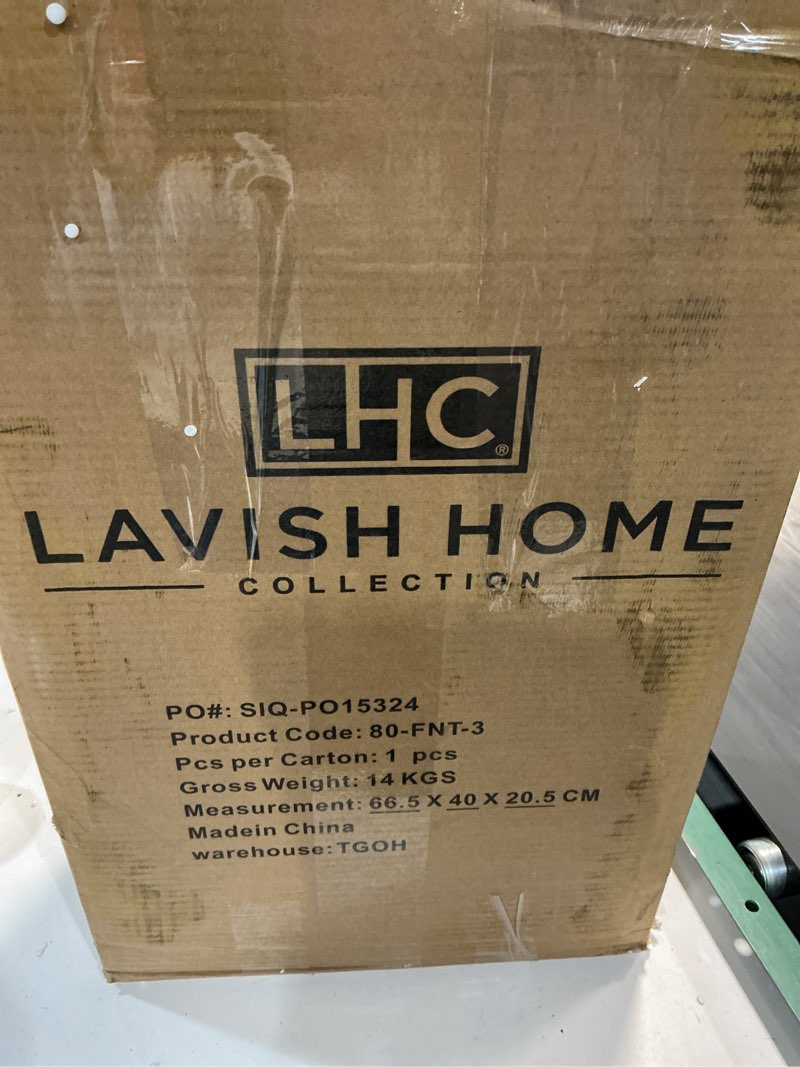 LHC®
LAVISH HOME
COLLECTION
PO#: SIQ-PO15324
Product Code: 80-FNT-3
Pcs per Carton: 1 pcs
Gross Weight: 14 KGS
Measurement: 66.5 X 40 X 20.5 CM
Madein China
warehouse: TGOH